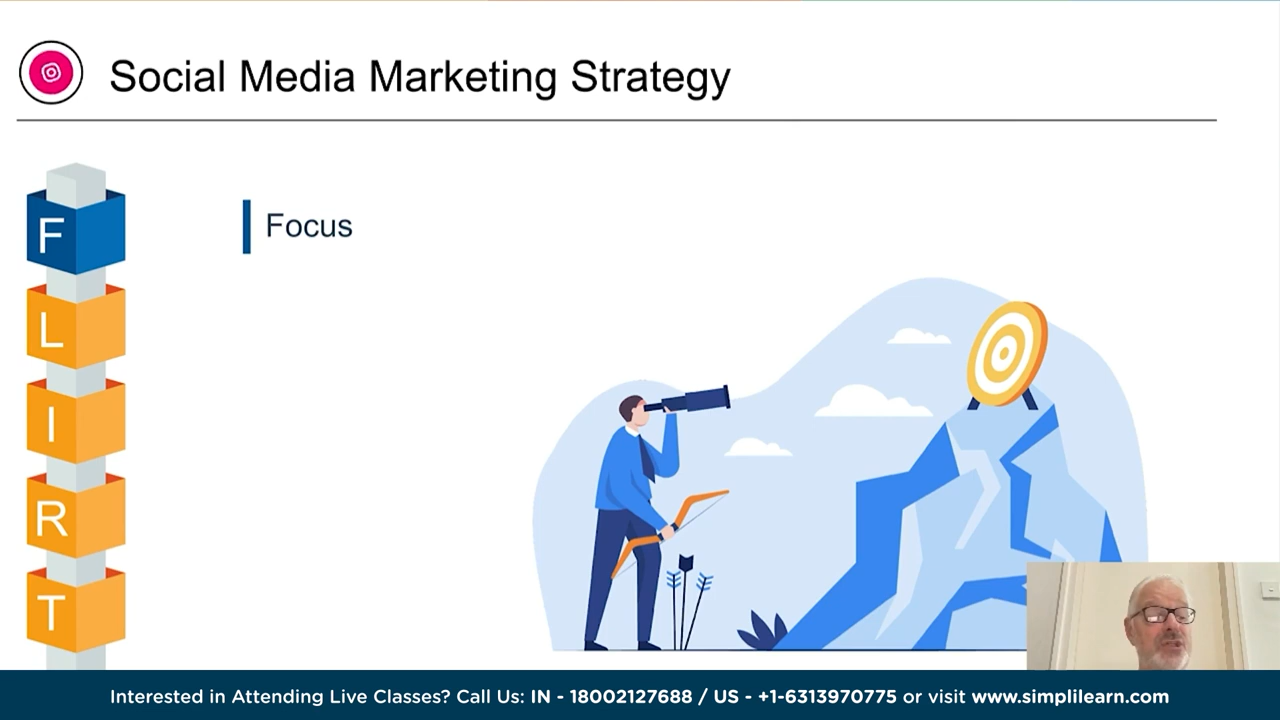 Social Media Marketing Strategy
F
Focus
L
I
R
T
Interested in Attending Live Classes? Call Us: IN - 18002127688 / US - +1-6313970775 or visit www.simplilearn.com